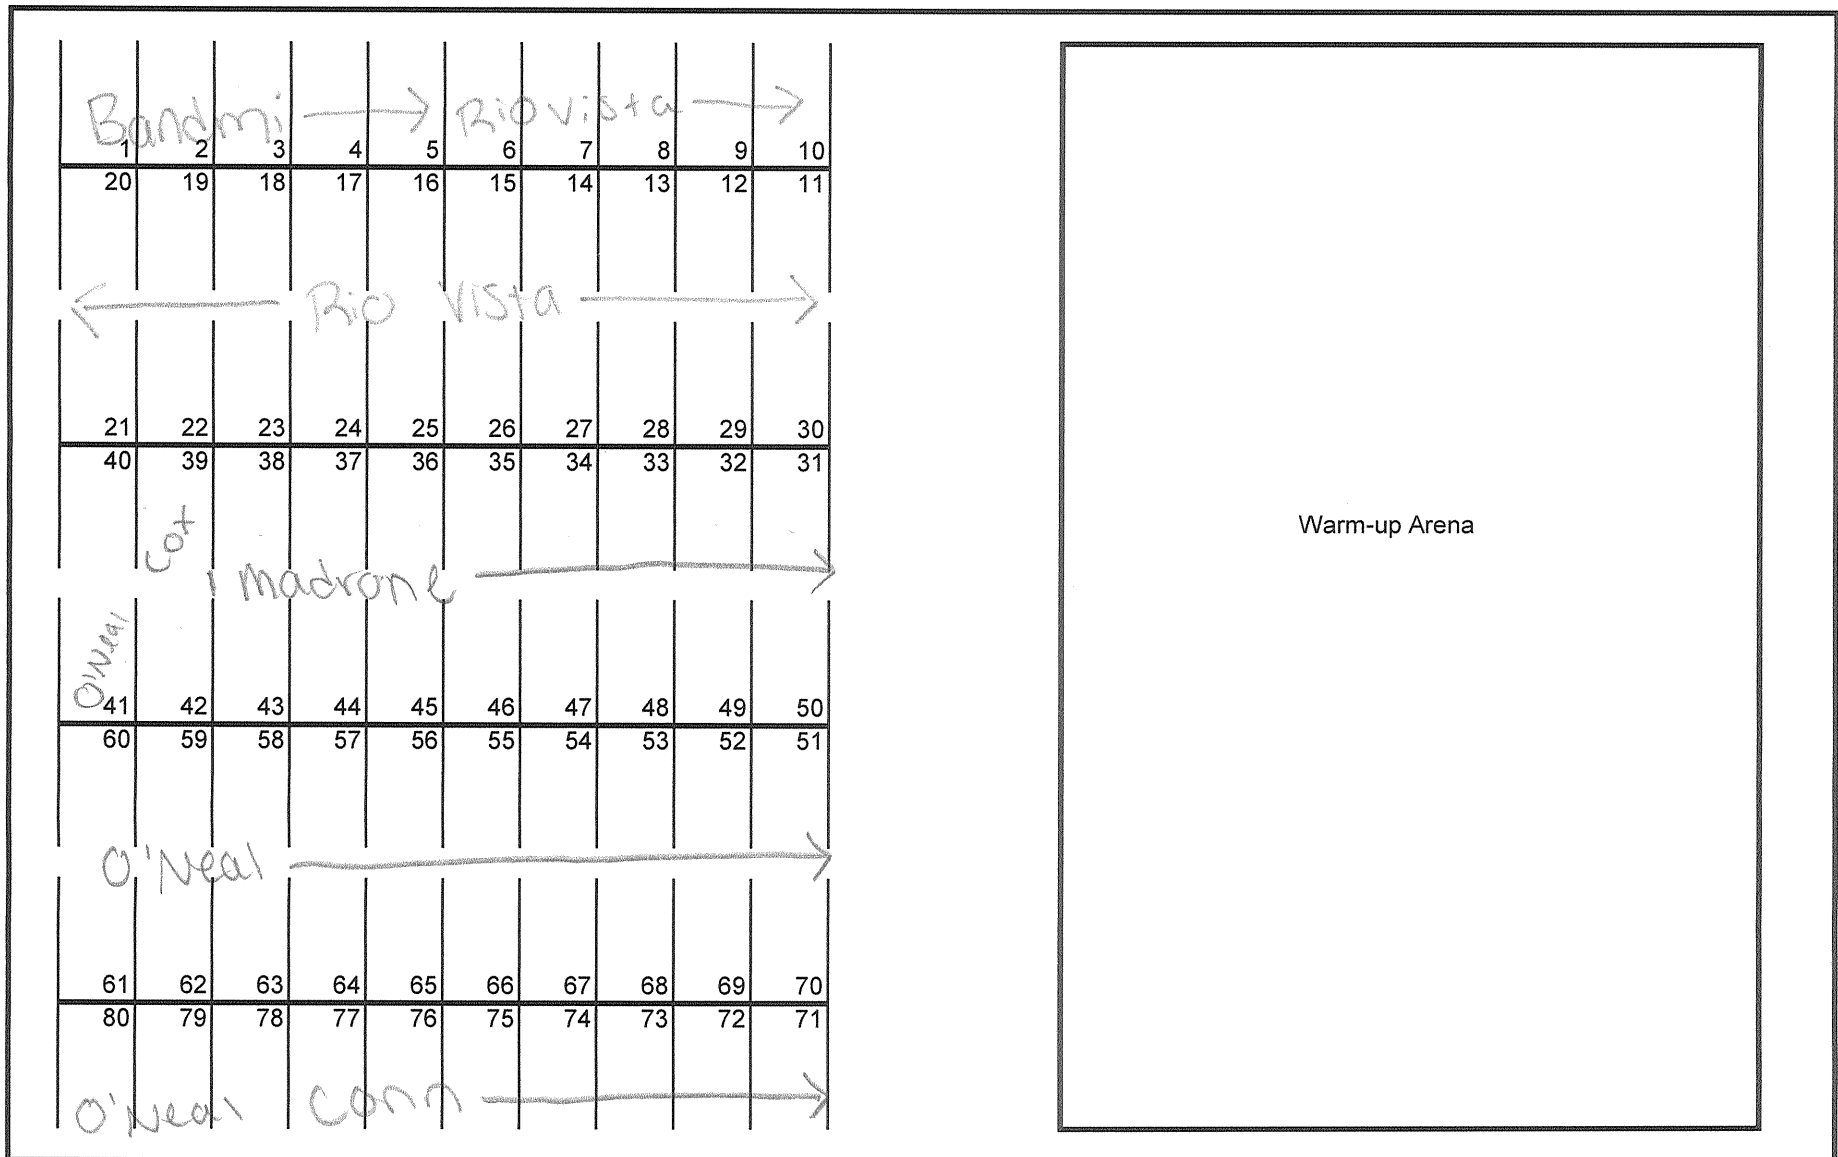 Bandmi → Rio Vista →
1 2 3 4 5 6 7 8 9 10
20 19 18 17 16 15 14 13 12 11
← Rio Vista →
21 22 23 24 25 26 27 28 29 30
40 39 38 37 36 35 34 33 32 31
Cox
Madrone →
O'Neal
41 42 43 44 45 46 47 48 49 50
60 59 58 57 56 55 54 53 52 51
O'Neal →
61 62 63 64 65 66 67 68 69 70
80 79 78 77 76 75 74 73 72 71
O'Neal Conn →
Warm-up Arena